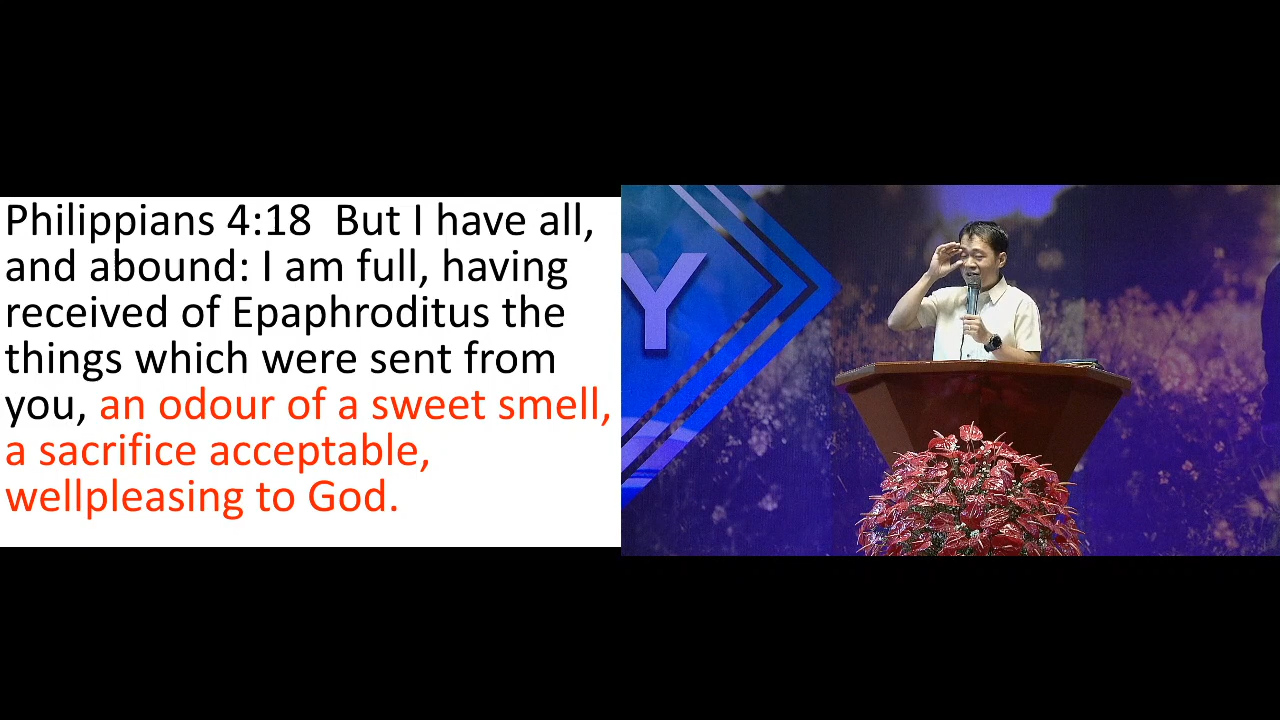 Philippians 4:18  But I have all,
and abound: I am full, having
received of Epaphroditus the
things which were sent from
you, an odour of a sweet smell,
a sacrifice acceptable,
wellpleasing to God.
Y